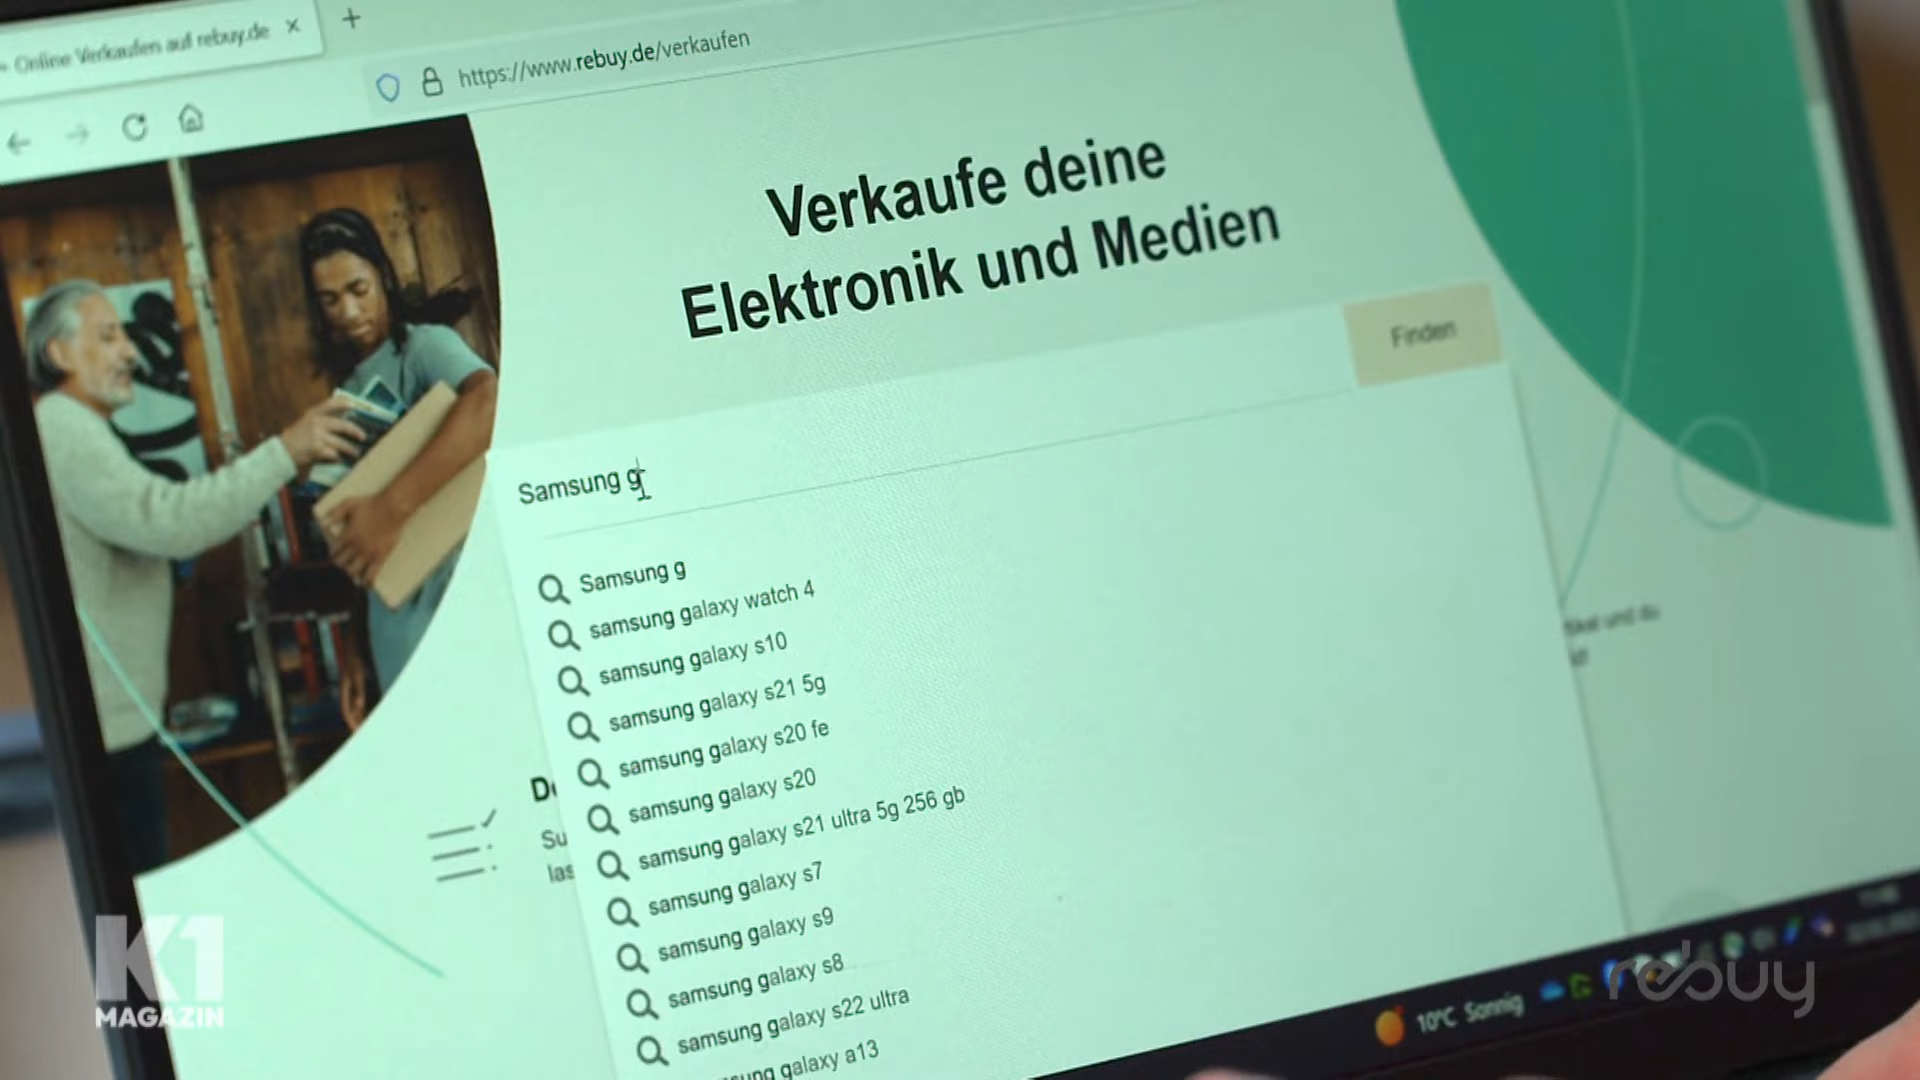 Online Verkaufen auf rebuy.de
https://www.rebuy.de/verkaufen
Verkaufe deine
Elektronik und Medien
Finden
Samsung g
Samsung g
samsung galaxy watch 4
samsung galaxy s10
samsung galaxy s21 5g
samsung galaxy s20 fe
samsung galaxy s20
samsung galaxy s21 ultra 5g 256 gb
samsung galaxy s7
samsung galaxy s9
samsung galaxy s8
samsung galaxy s22 ultra
galaxy a13
und du
10°C Sonnig
K1
MAGAZIN
rebuy